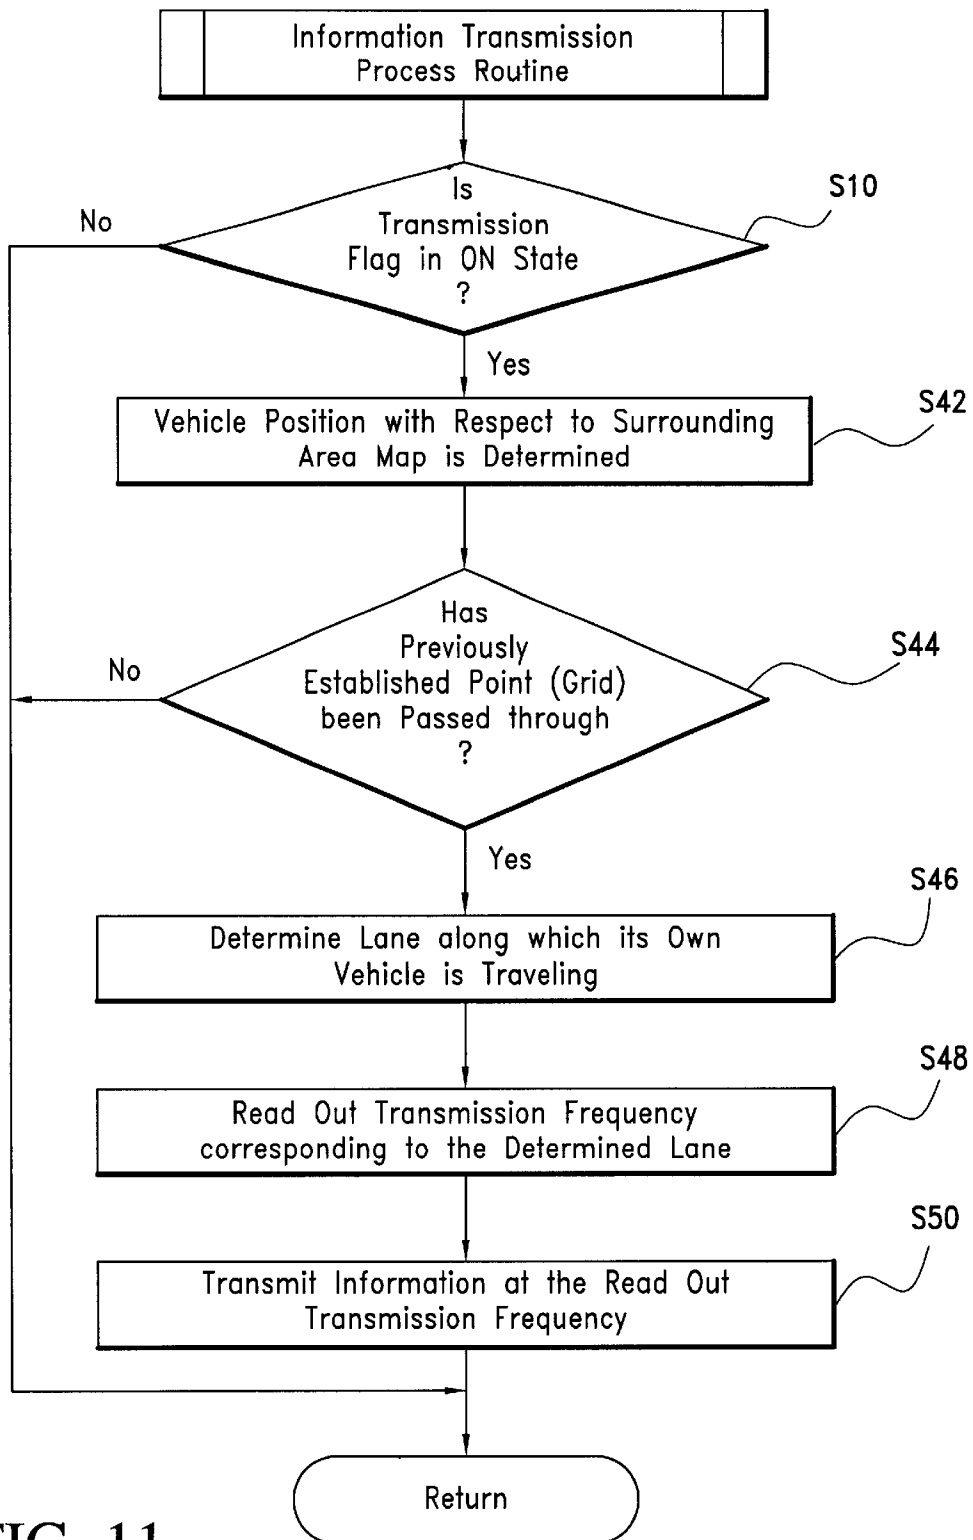 Information Transmission
Process Routine
Is
Transmission
Flag in ON State
?
S10
No
Yes
Vehicle Position with Respect to Surrounding
Area Map is Determined
S42
Has
Previously
Established Point (Grid)
been Passed through
?
S44
No
Yes
Determine Lane along which its Own
Vehicle is Traveling
S46
Read Out Transmission Frequency
corresponding to the Determined Lane
S48
Transmit Information at the Read Out
Transmission Frequency
S50
Return
FIG. 11